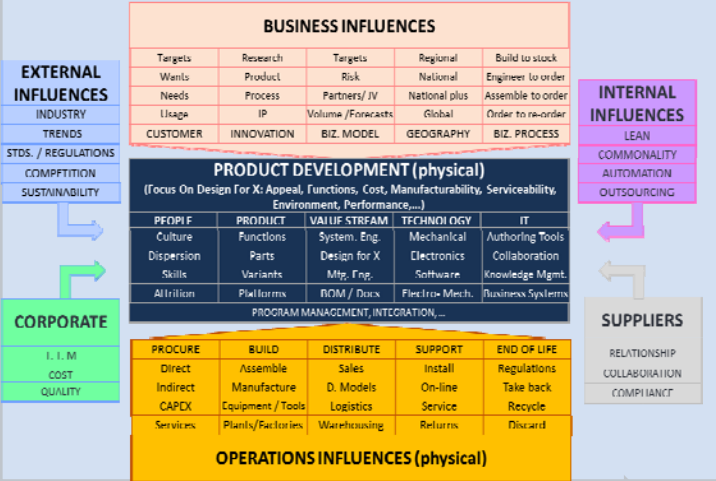 BUSINESS INFLUENCES
Targets Research Targets Regional Build to stock
Wants Product Risk National Engineer to order
Needs Process Partners/ JV National plus Assemble to order
Usage IP Volume /Forecasts Global Order to re-order
CUSTOMER INNOVATION BIZ. MODEL GEOGRAPHY BIZ. PROCESS
EXTERNAL
INFLUENCES
INDUSTRY
TRENDS
STDS. / REGULATIONS
COMPETITION
SUSTAINABILITY
INTERNAL
INFLUENCES
LEAN
COMMONALITY
AUTOMATION
OUTSOURCING
PRODUCT DEVELOPMENT (physical)
(Focus On Design For X: Appeal, Functions, Cost, Manufacturability, Serviceability,
Environment, Performance,...)
PEOPLE PRODUCT VALUE STREAM TECHNOLOGY IT
Culture Functions System. Eng. Mechanical Authoring Tools
Dispersion Parts Design for X Electronics Collaboration
Skills Variants Mfg. Eng. Software Knowledge Mgmt.
Attrition Platforms BOM / Docs Electro- Mech. Business Systems
PROGRAM MANAGEMENT, INTEGRATION,...
CORPORATE
T. T. M
COST
QUALITY
SUPPLIERS
RELATIONSHIP
COLLABORATION
COMPLIANCE
PROCURE BUILD DISTRIBUTE SUPPORT END OF LIFE
Direct Assemble Sales Install Regulations
Indirect Manufacture D. Models On-line Take back
CAPEX Equipment / Tools Logistics Service Recycle
Services Plants/Factories Warehousing Returns Discard
OPERATIONS INFLUENCES (physical)